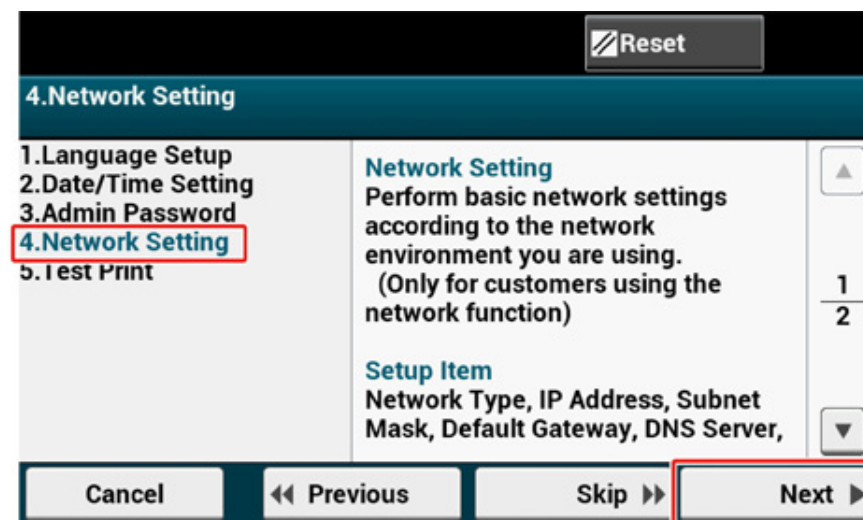 Reset
4.Network Setting
1.Language Setup
2.Date/Time Setting
3.Admin Password
4.Network Setting
5.Test Print
Network Setting
Perform basic network settings
according to the network
environment you are using.
(Only for customers using the
network function)
Setup Item
Network Type, IP Address, Subnet
Mask, Default Gateway, DNS Server,
1
2
Cancel
Previous
Skip
Next